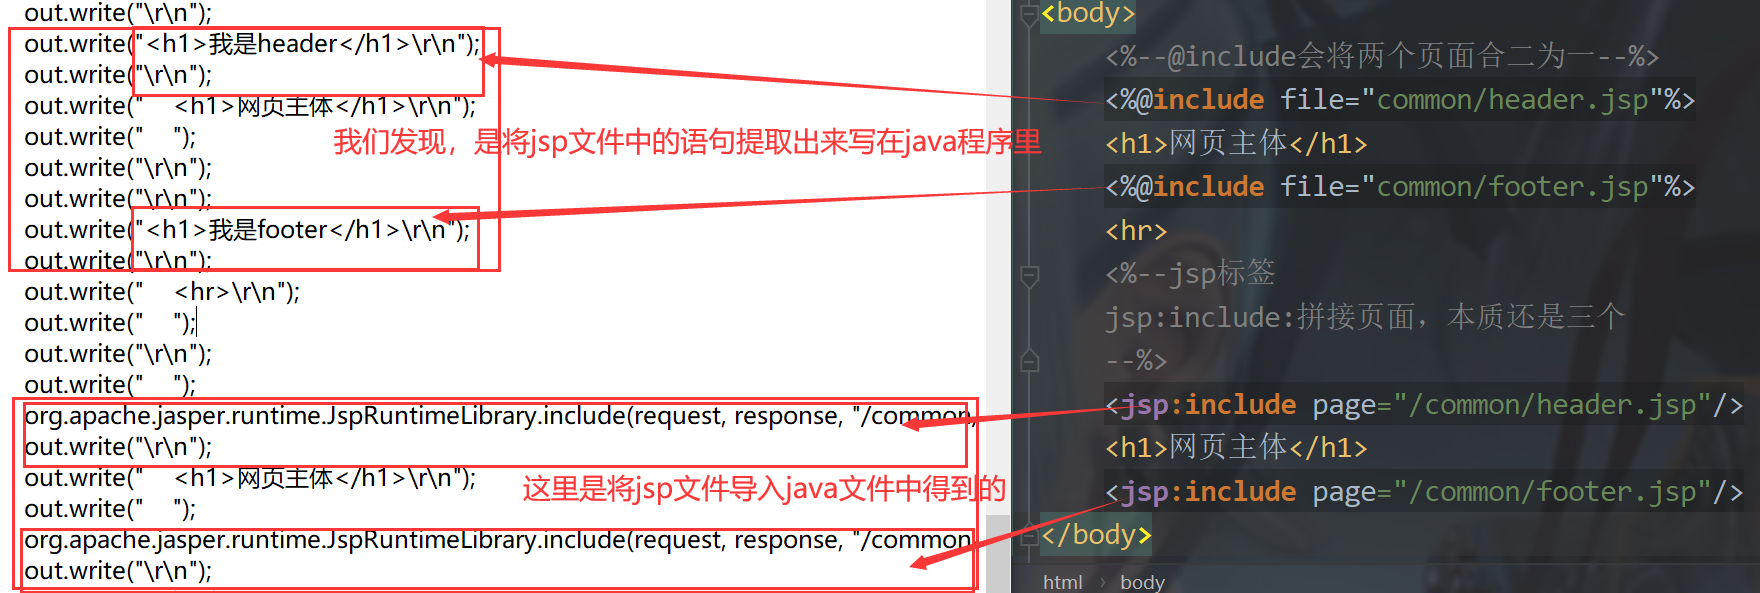 out.write("\r\n");
out.write("<h1>我是header</h1>\r\n");
out.write("\r\n");
out.write("    <h1>网页主体</h1>\r\n");
out.write("    ");
out.write("\r\n");
out.write("\r\n");
out.write("<h1>我是footer</h1>\r\n");
out.write("\r\n");
out.write("    <hr>\r\n");
out.write("    ");
out.write("\r\n");
out.write("    ");
org.apache.jasper.runtime.JspRuntimeLibrary.include(request, response, "/common
out.write("\r\n");
out.write("    <h1>网页主体</h1>\r\n");
out.write("    ");
org.apache.jasper.runtime.JspRuntimeLibrary.include(request, response, "/common
out.write("\r\n");
我们发现，是将jsp文件中的语句提取出来写在java程序里
这里是将jsp文件导入java文件中得到的
<body>
<%--@include会将两个页面合二为一--%>
<%@include file="common/header.jsp"%>
<h1>网页主体</h1>
<%@include file="common/footer.jsp"%>
<hr>
<%--jsp标签
jsp:include:拼接页面，本质还是三个
--%>
<jsp:include page="/common/header.jsp"/>
<h1>网页主体</h1>
<jsp:include page="/common/footer.jsp"/>
</body>
html › body